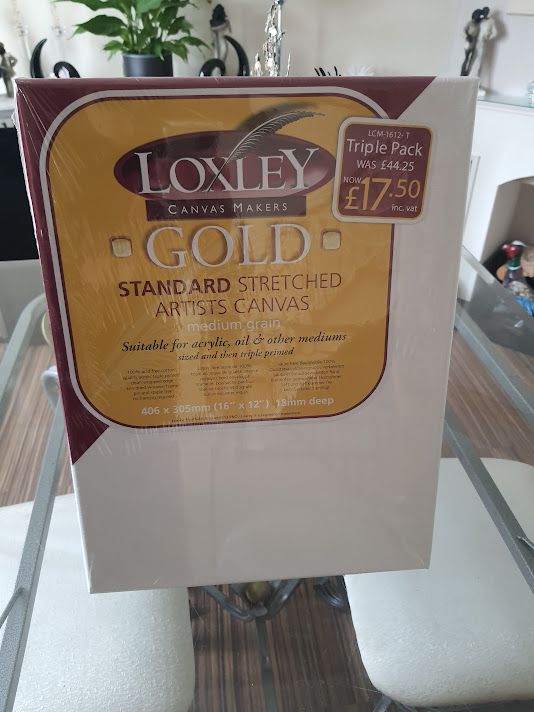 LOXLEY
CANVAS MAKERS
GOLD
LCM-1612-T
Triple Pack
WAS £44.25
NOW
£17.50
inc. vat
STANDARD STRETCHED
ARTISTS CANVAS
medium grain
Suitable for acrylic, oil & other mediums
sized and then triple primed
406 x 305mm (16" x 12") 18mm deep